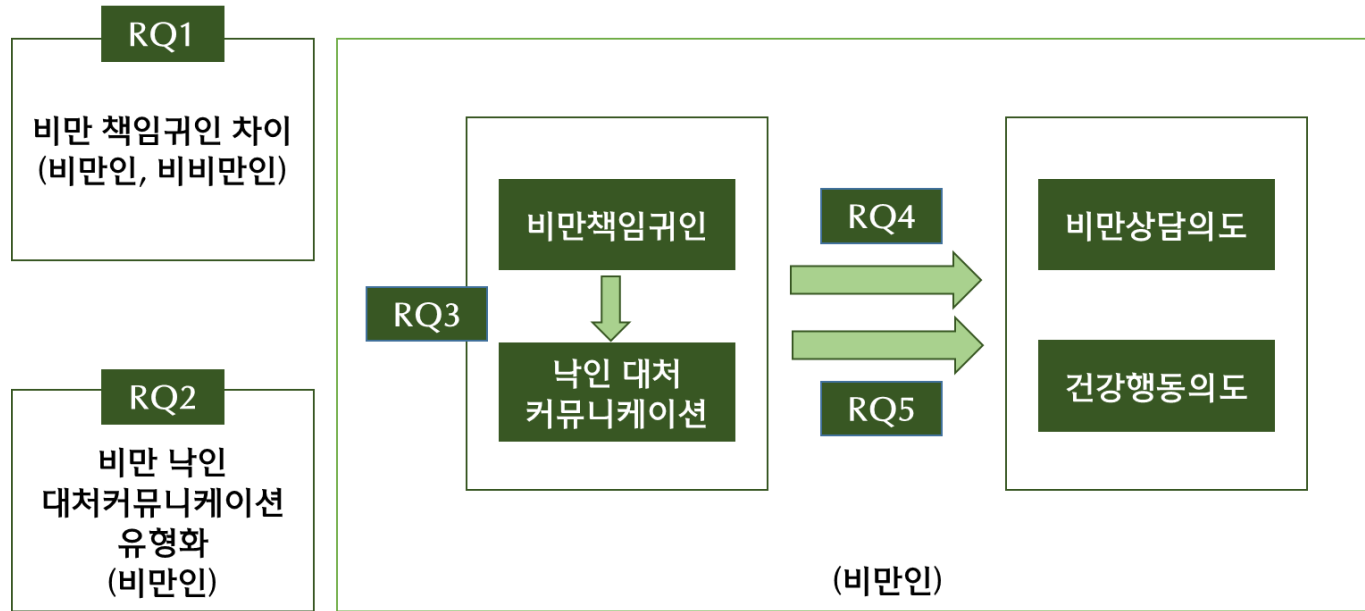 RQ1
비만 책임귀인 차이
(비만인, 비비만인)
RQ2
비만 낙인
대처커뮤니케이션
유형화
(비만인)
RQ3
비만책임귀인
낙인 대처
커뮤니케이션
RQ4
RQ5
비만상담의도
건강행동의도
(비만인)